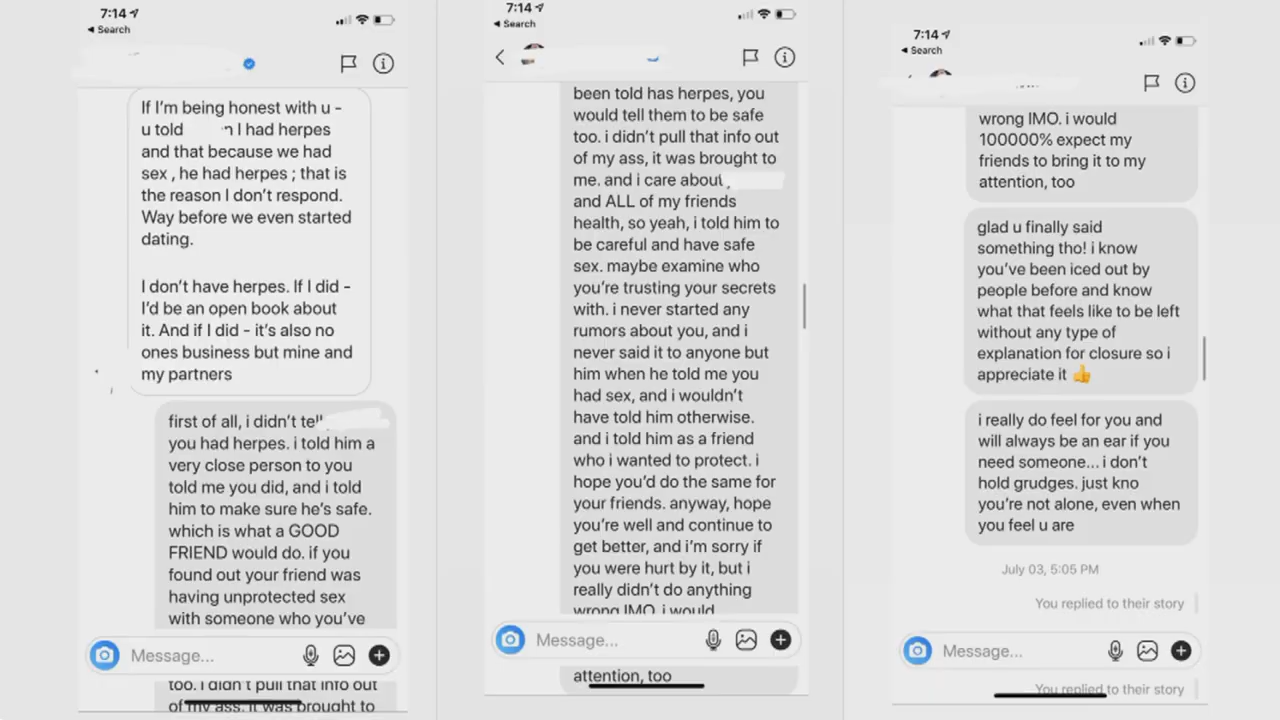 7:14
Search
If I'm being honest with u -
u told n I had herpes
and that because we had
sex , he had herpes ; that is
the reason I don't respond.
Way before we even started
dating.
I don't have herpes. If I did -
I'd be an open book about
it. And if I did - it's also no
ones business but mine and
my partners
first of all, i didn't tell
you had herpes. i told him a
very close person to you
told me you did, and i told
him to make sure he's safe.
which is what a GOOD
FRIEND would do. if you
found out your friend was
having unprotected sex
with someone who you've
Message...
too. i didn't pull that info out
of my ass, it was brought to
7:14
Search
been told has herpes, you
would tell them to be safe
too. i didn't pull that info out
of my ass, it was brought to
me. and i care about
and ALL of my friends
health, so yeah, i told him to
be careful and have safe
sex. maybe examine who
you're trusting your secrets
with. i never started any
rumors about you, and i
never said it to anyone but
him when he told me you
had sex, and i wouldn't
have told him otherwise.
and i told him as a friend
who i wanted to protect. i
hope you'd do the same for
your friends. anyway, hope
you're well and continue to
get better, and i'm sorry if
you were hurt by it, but i
really didn't do anything
wrong IMO. i would
Message...
attention, too
7:14
Search
wrong IMO. i would
100000% expect my
friends to bring it to my
attention, too
glad u finally said
something tho! i know
you've been iced out by
people before and know
what that feels like to be left
without any type of
explanation for closure so i
appreciate it 👍
i really do feel for you and
will always be an ear if you
need someone... i don't
hold grudges. just kno
you're not alone, even when
you feel u are
July 03, 5:05 PM
You replied to their story
Message...
You replied to their story